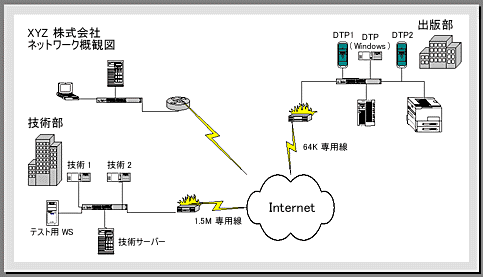 XYZ 株式会社
ネットワーク概観図
出版部
DTP1
DTP
(Windows)
DTP2
64K 専用線
技術部
技術 1
技術 2
テスト用 WS
技術サーバー
1.5M 専用線
Internet